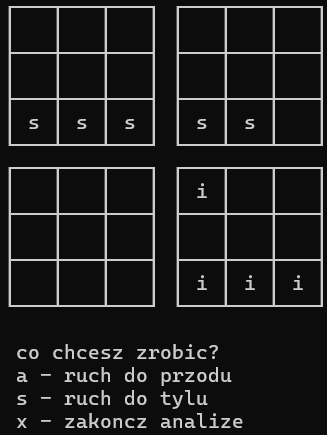 s s s s s
i
i i i
co chcesz zrobic?
a - ruch do przodu
s - ruch do tylu
x - zakoncz analize